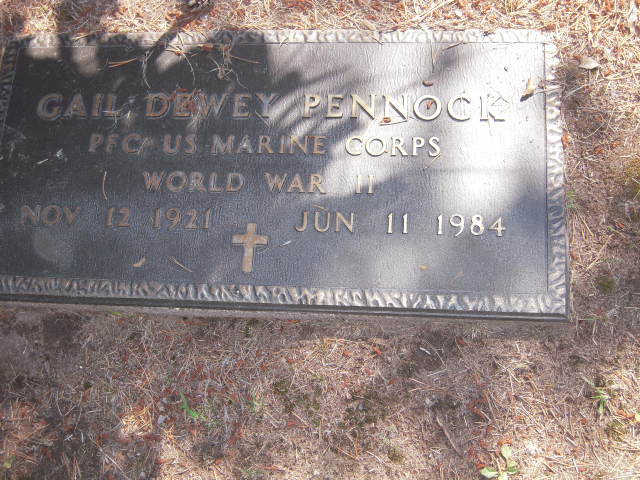 GAIL DEWEY PENNOCK
PFC US MARINE CORPS
WORLD WAR II
NOV 12 1921 JUN 11 1984